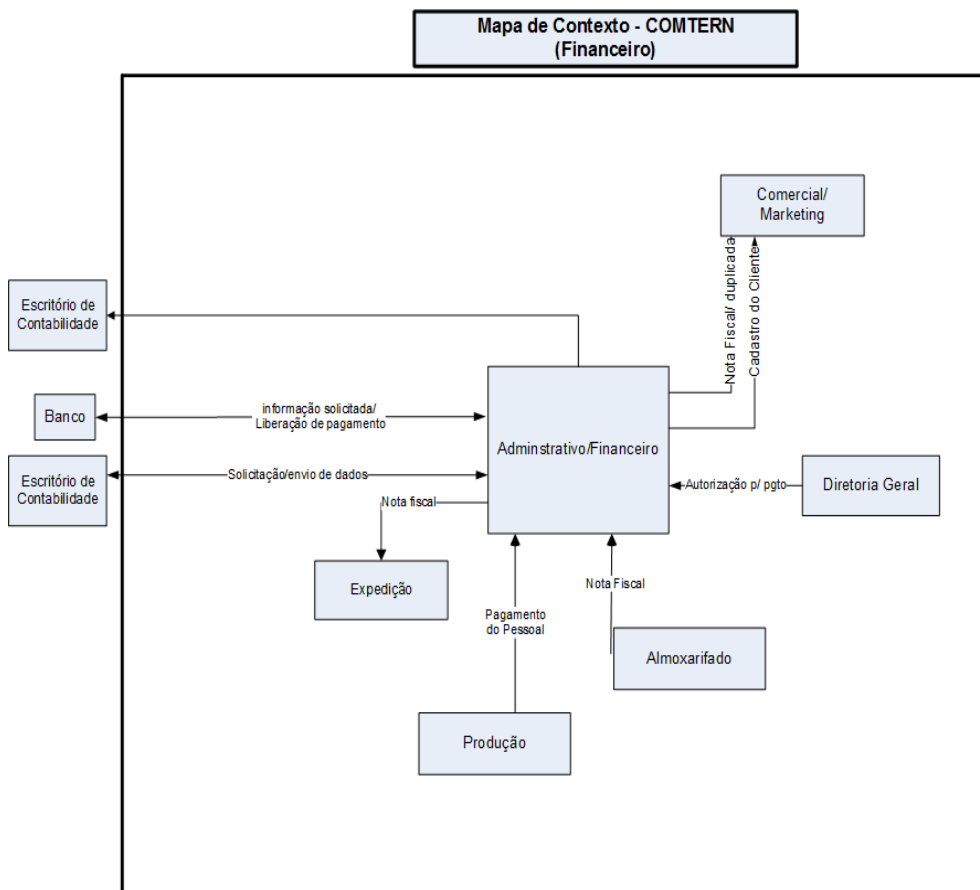 Mapa de Contexto - COMTERN
(Financeiro)
Comercial/
Marketing
Nota Fiscal/ duplicada
Cadastro do Cliente
Escritório de
Contabilidade
Banco
informação solicitada/
Liberação de pagamento
Adminstrativo/Financeiro
Escritório de
Contabilidade
Solicitação/envio de dados
Autorização p/ pgto
Diretoria Geral
Nota fiscal
Expedição
Nota Fiscal
Pagamento
do Pessoal
Almoxarifado
Produção